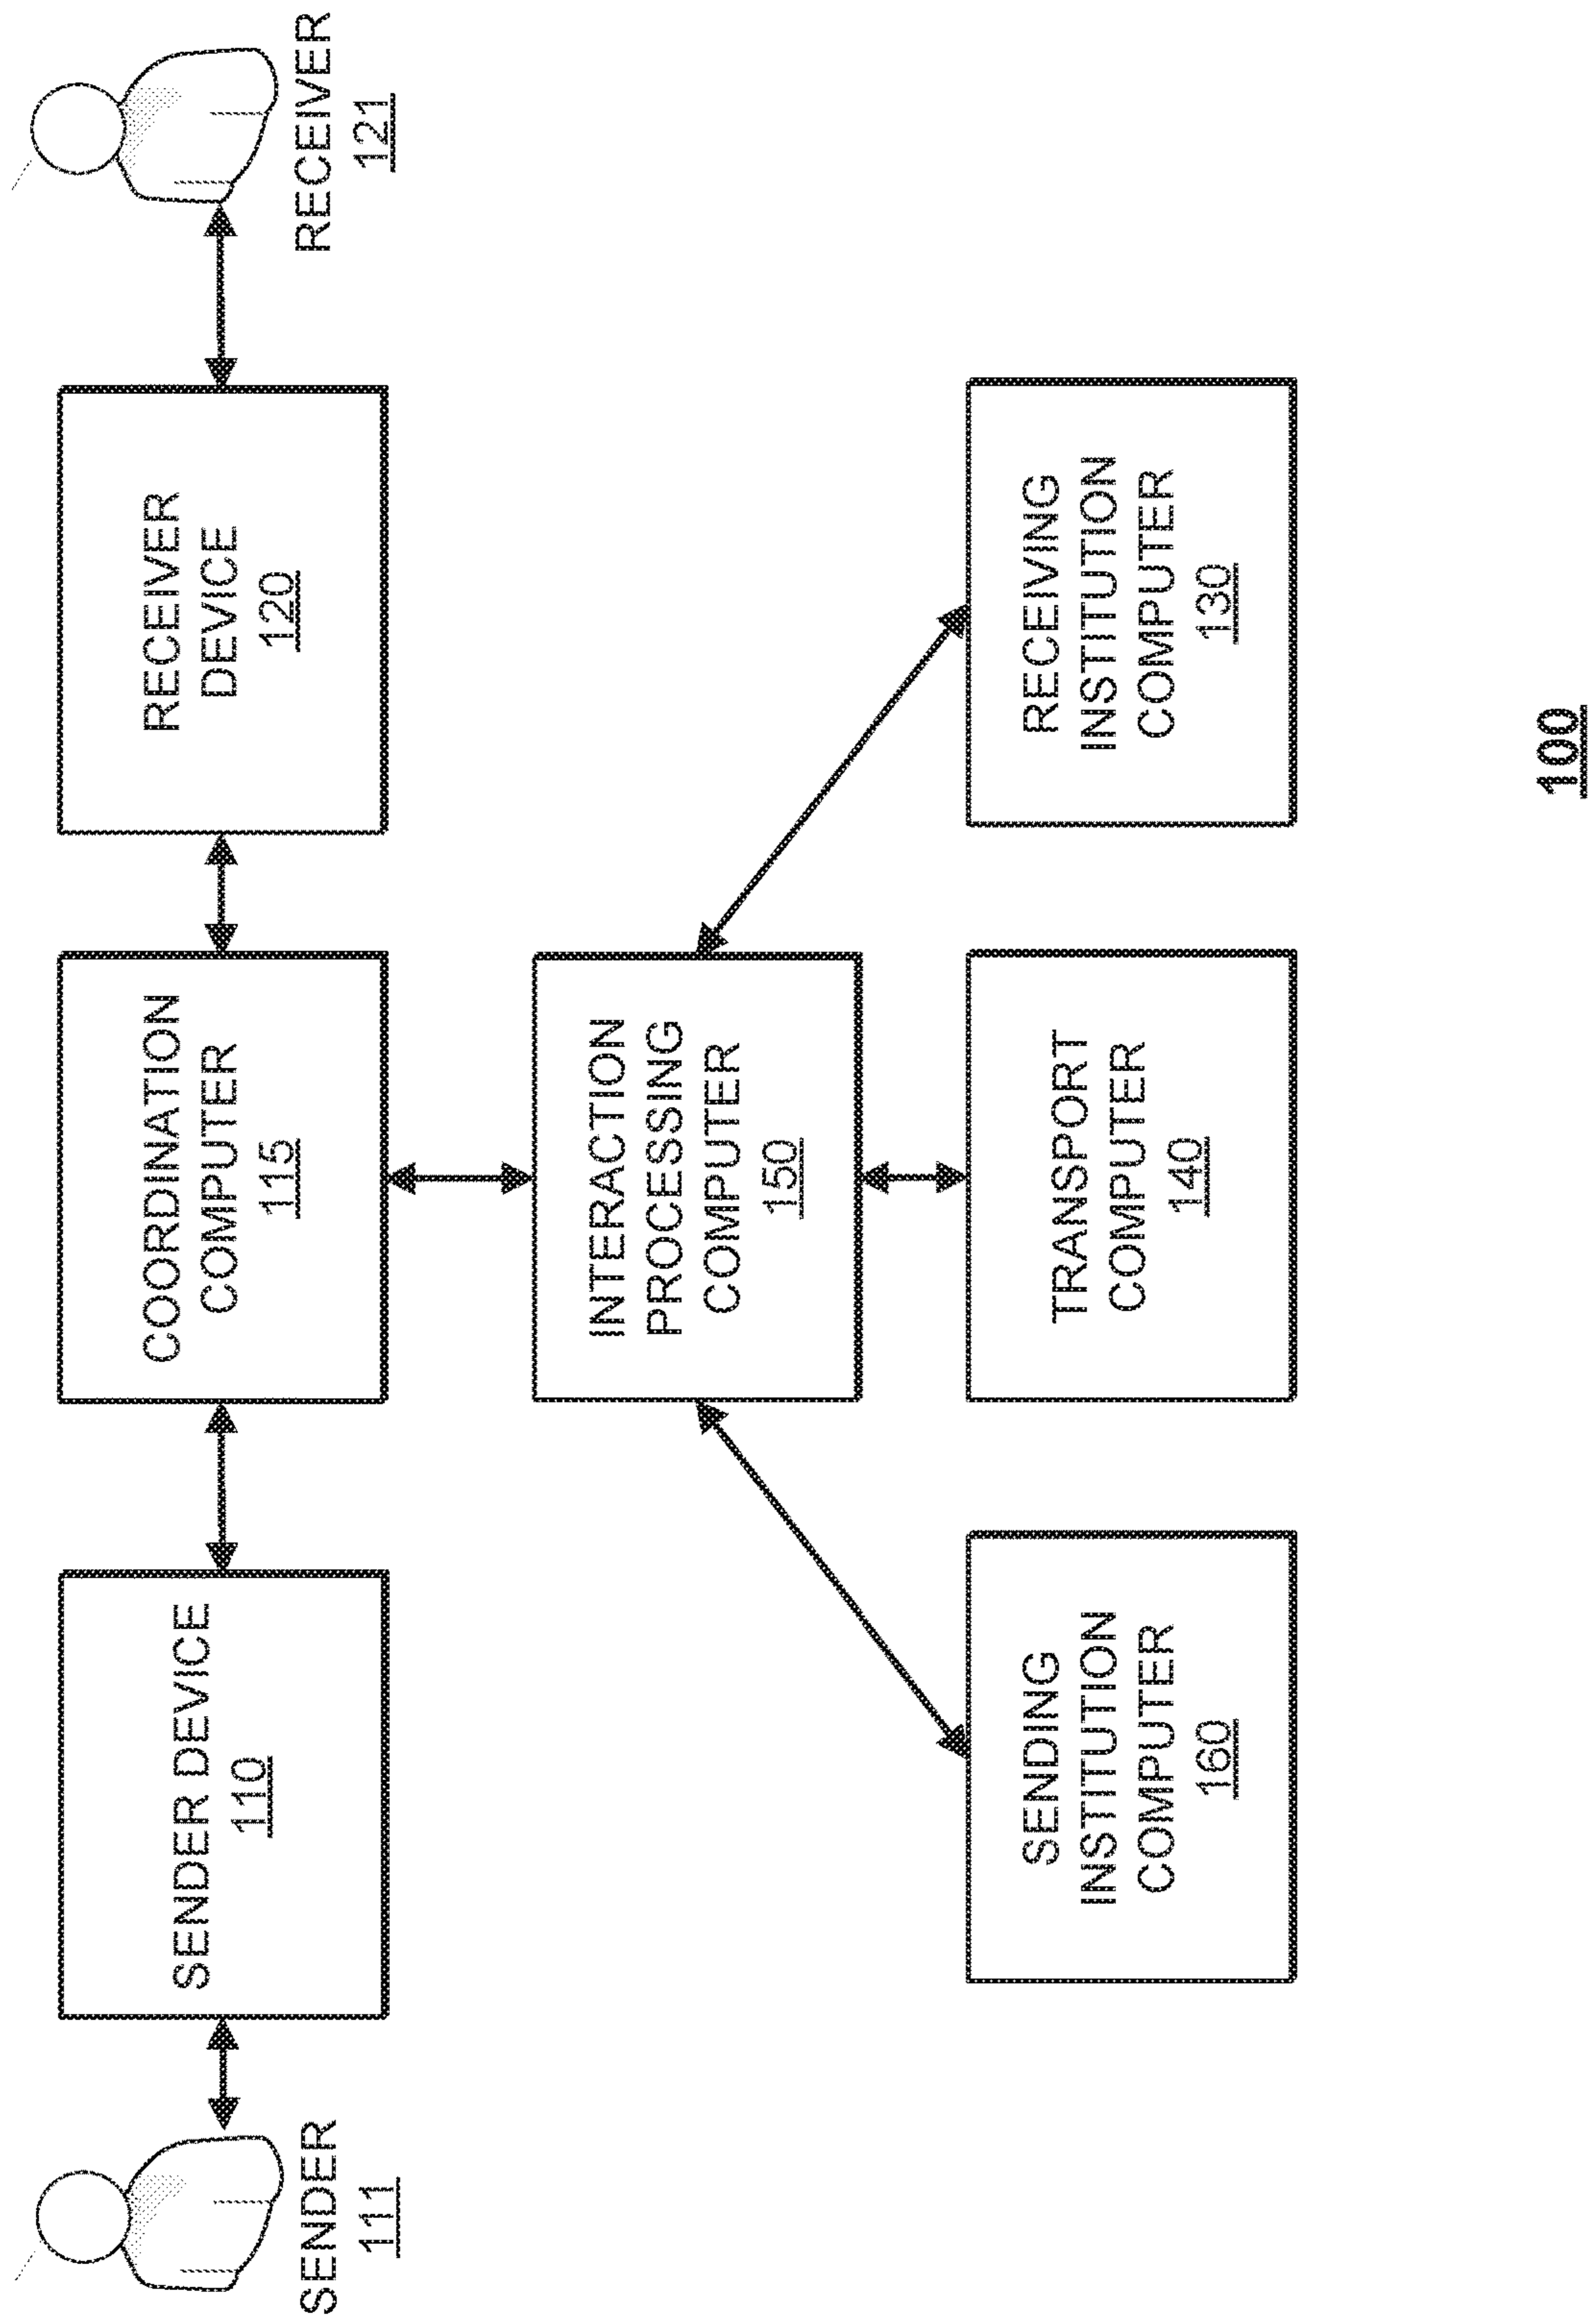 SENDER
111
SENDER DEVICE
110
COORDINATION
COMPUTER
115
RECEIVER
DEVICE
120
RECEIVER
121
INTERACTION
PROCESSING
COMPUTER
150
SENDING
INSTITUTION
COMPUTER
160
TRANSPORT
COMPUTER
140
RECEIVING
INSTITUTION
COMPUTER
130
100